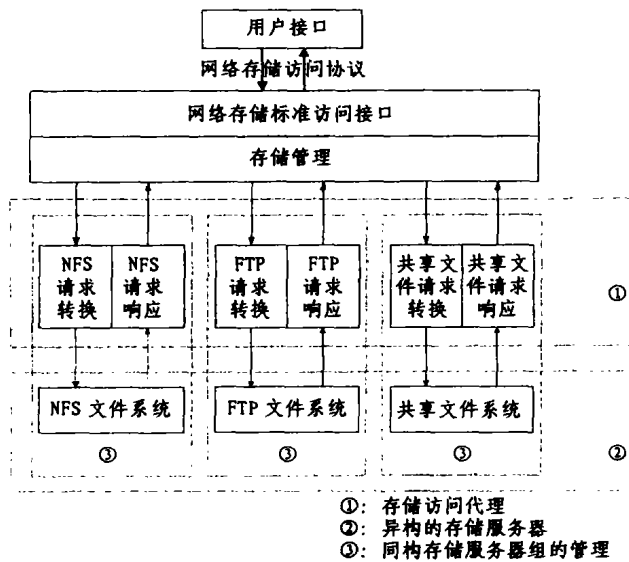 用户接口
网络存储访问协议
网络存储标准访问接口
存储管理
NFS 请求转换
NFS 请求响应
FTP 请求转换
FTP 请求响应
共享文件请求转换
共享文件请求响应
①
NFS 文件系统
FTP 文件系统
共享文件系统
③
③
③
②
①: 存储访问代理
②: 异构的存储服务器
③: 同构存储服务器组的管理